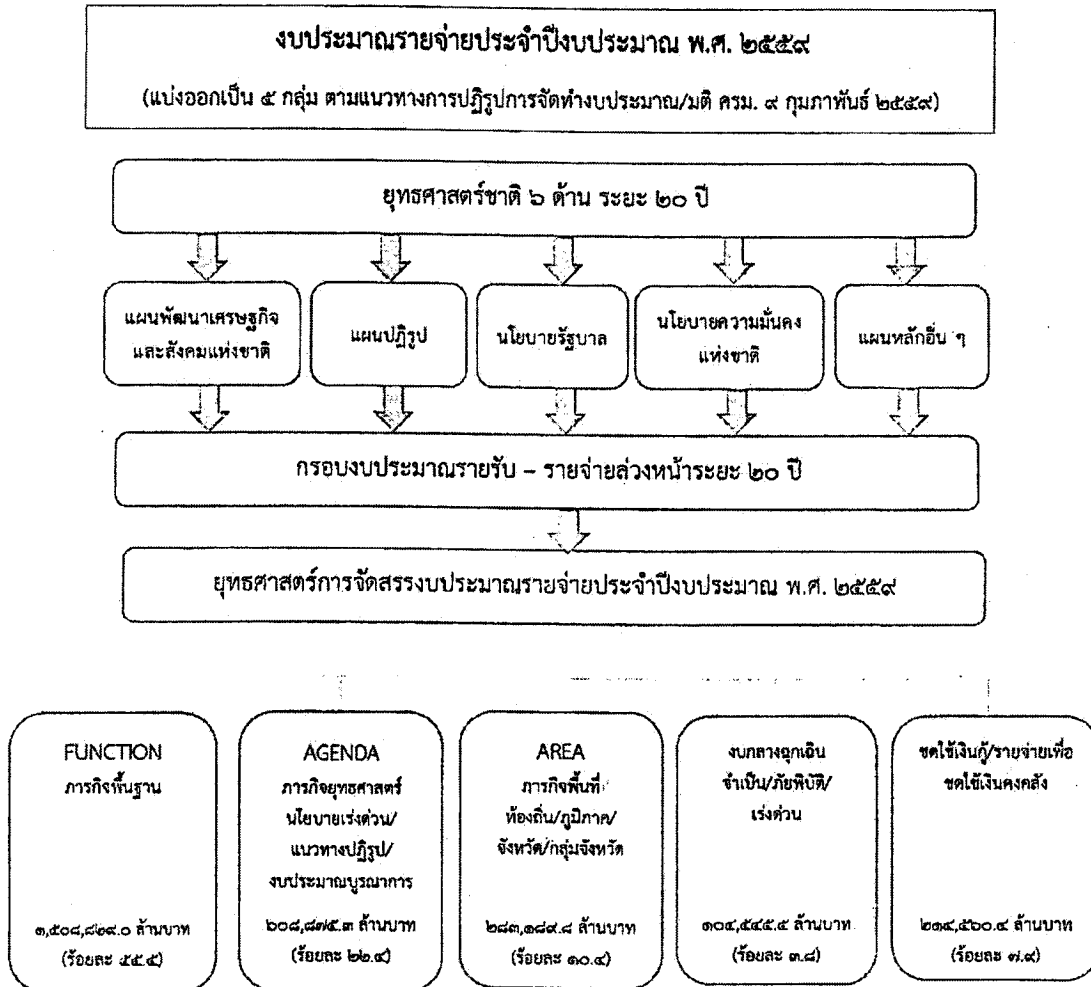 งบประมาณรายจ่ายประจำปีงบประมาณ พ.ศ. ๒๕๕๙
(แบ่งออกเป็น ๕ กลุ่ม ตามแนวทางการปฏิรูปการจัดทำงบประมาณ/มติ ครม. ๙ กุมภาพันธ์ ๒๕๕๙)
ยุทธศาสตร์ชาติ ๖ ด้าน ระยะ ๒๐ ปี
แผนพัฒนาเศรษฐกิจ
และสังคมแห่งชาติ
แผนปฏิรูป
นโยบายรัฐบาล
นโยบายความมั่นคง
แห่งชาติ
แผนหลักอื่น ๆ
กรอบงบประมาณรายรับ – รายจ่ายล่วงหน้าระยะ ๒๐ ปี
ยุทธศาสตร์การจัดสรรงบประมาณรายจ่ายประจำปีงบประมาณ พ.ศ. ๒๕๕๙
FUNCTION
ภารกิจพื้นฐาน
๑,๕๐๘,๘๒๙.๐ ล้านบาท
(ร้อยละ ๕๕.๕)
AGENDA
ภารกิจยุทธศาสตร์
นโยบายเร่งด่วน/
แนวทางปฏิรูป/
งบประมาณบูรณาการ
๖๐๘,๘๗๕.๓ ล้านบาท
(ร้อยละ ๒๒.๔)
AREA
ภารกิจพื้นที่
ท้องถิ่น/ภูมิภาค/
จังหวัด/กลุ่มจังหวัด
๒๘๓,๑๘๙.๘ ล้านบาท
(ร้อยละ ๑๐.๔)
งบกลางฉุกเฉิน
จำเป็น/ภัยพิบัติ/
เร่งด่วน
๑๐๔,๕๔๕.๕ ล้านบาท
(ร้อยละ ๓.๘)
ชดใช้เงินกู้/รายจ่ายเพื่อ
ชดใช้เงินคงคลัง
๒๑๔,๕๖๐.๔ ล้านบาท
(ร้อยละ ๗.๙)